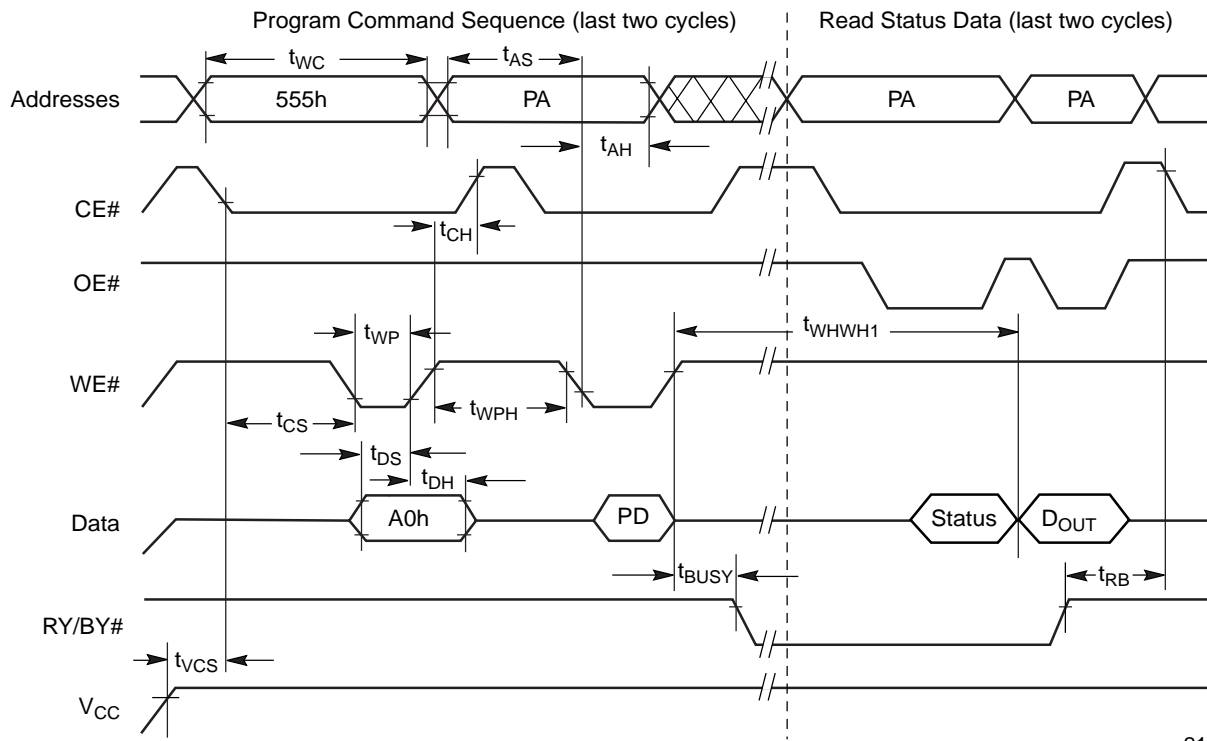 Program Command Sequence (last two cycles)
Read Status Data (last two cycles)
tWC
tAS
Addresses
555h
PA
PA
PA
tAH
CE#
tCH
OE#
tWP
tWHWH1
WE#
tCS
tWPH
tDS
tDH
Data
A0h
PD
Status
DOUT
tBUSY
tRB
RY/BY#
tVCS
VCC